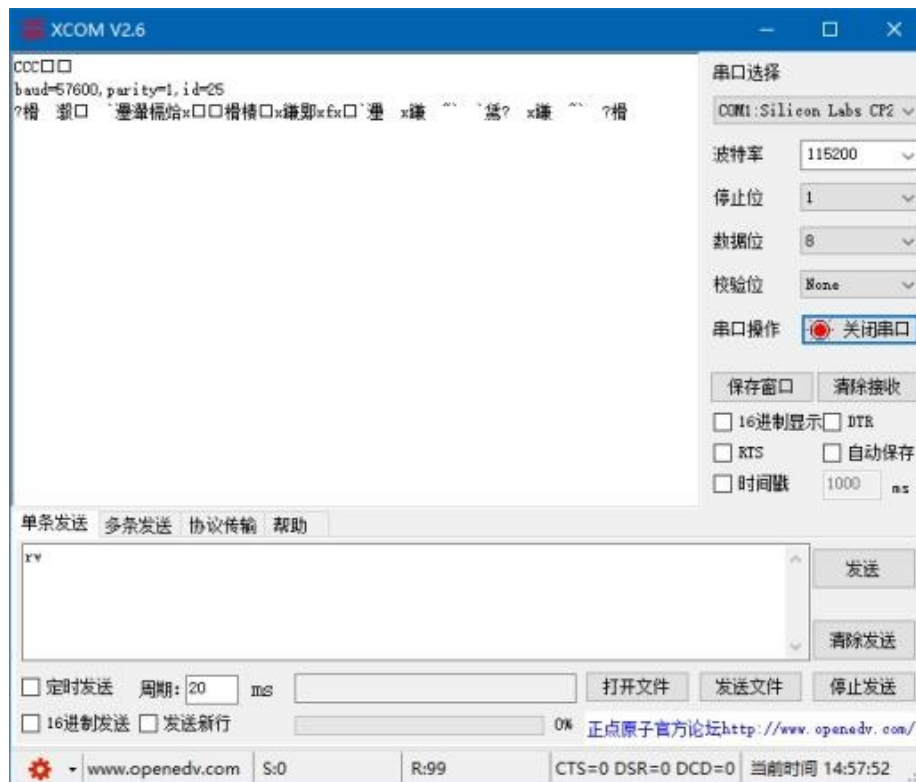 XCOM V2.6
CCC□□
baud=57600,parity=1,id=25
串口选择
COM1:Silicon Labs CP2
波特率
115200
停止位
1
数据位
8
校验位
None
串口操作
关闭串口
保存窗口
清除接收
16进制显示
DTR
RTS
自动保存
时间戳
1000
ms
单条发送
多条发送
协议传输
帮助
rv
发送
清除发送
定时发送
周期:
20
ms
打开文件
发送文件
停止发送
16进制发送
发送新行
0%
正点原子官方论坛http://www.openedv.com/
www.openedv.com
S:0
R:99
CTS=0 DSR=0 DCD=0
当前时间 14:57:52